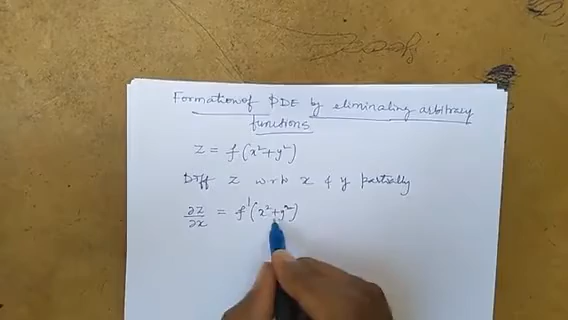 Formation of PDE by eliminating arbitrary
functions
Z = f(x²+y²)
Diff Z w r t x & y partially
∂Z/∂x = f'(x²+y²)